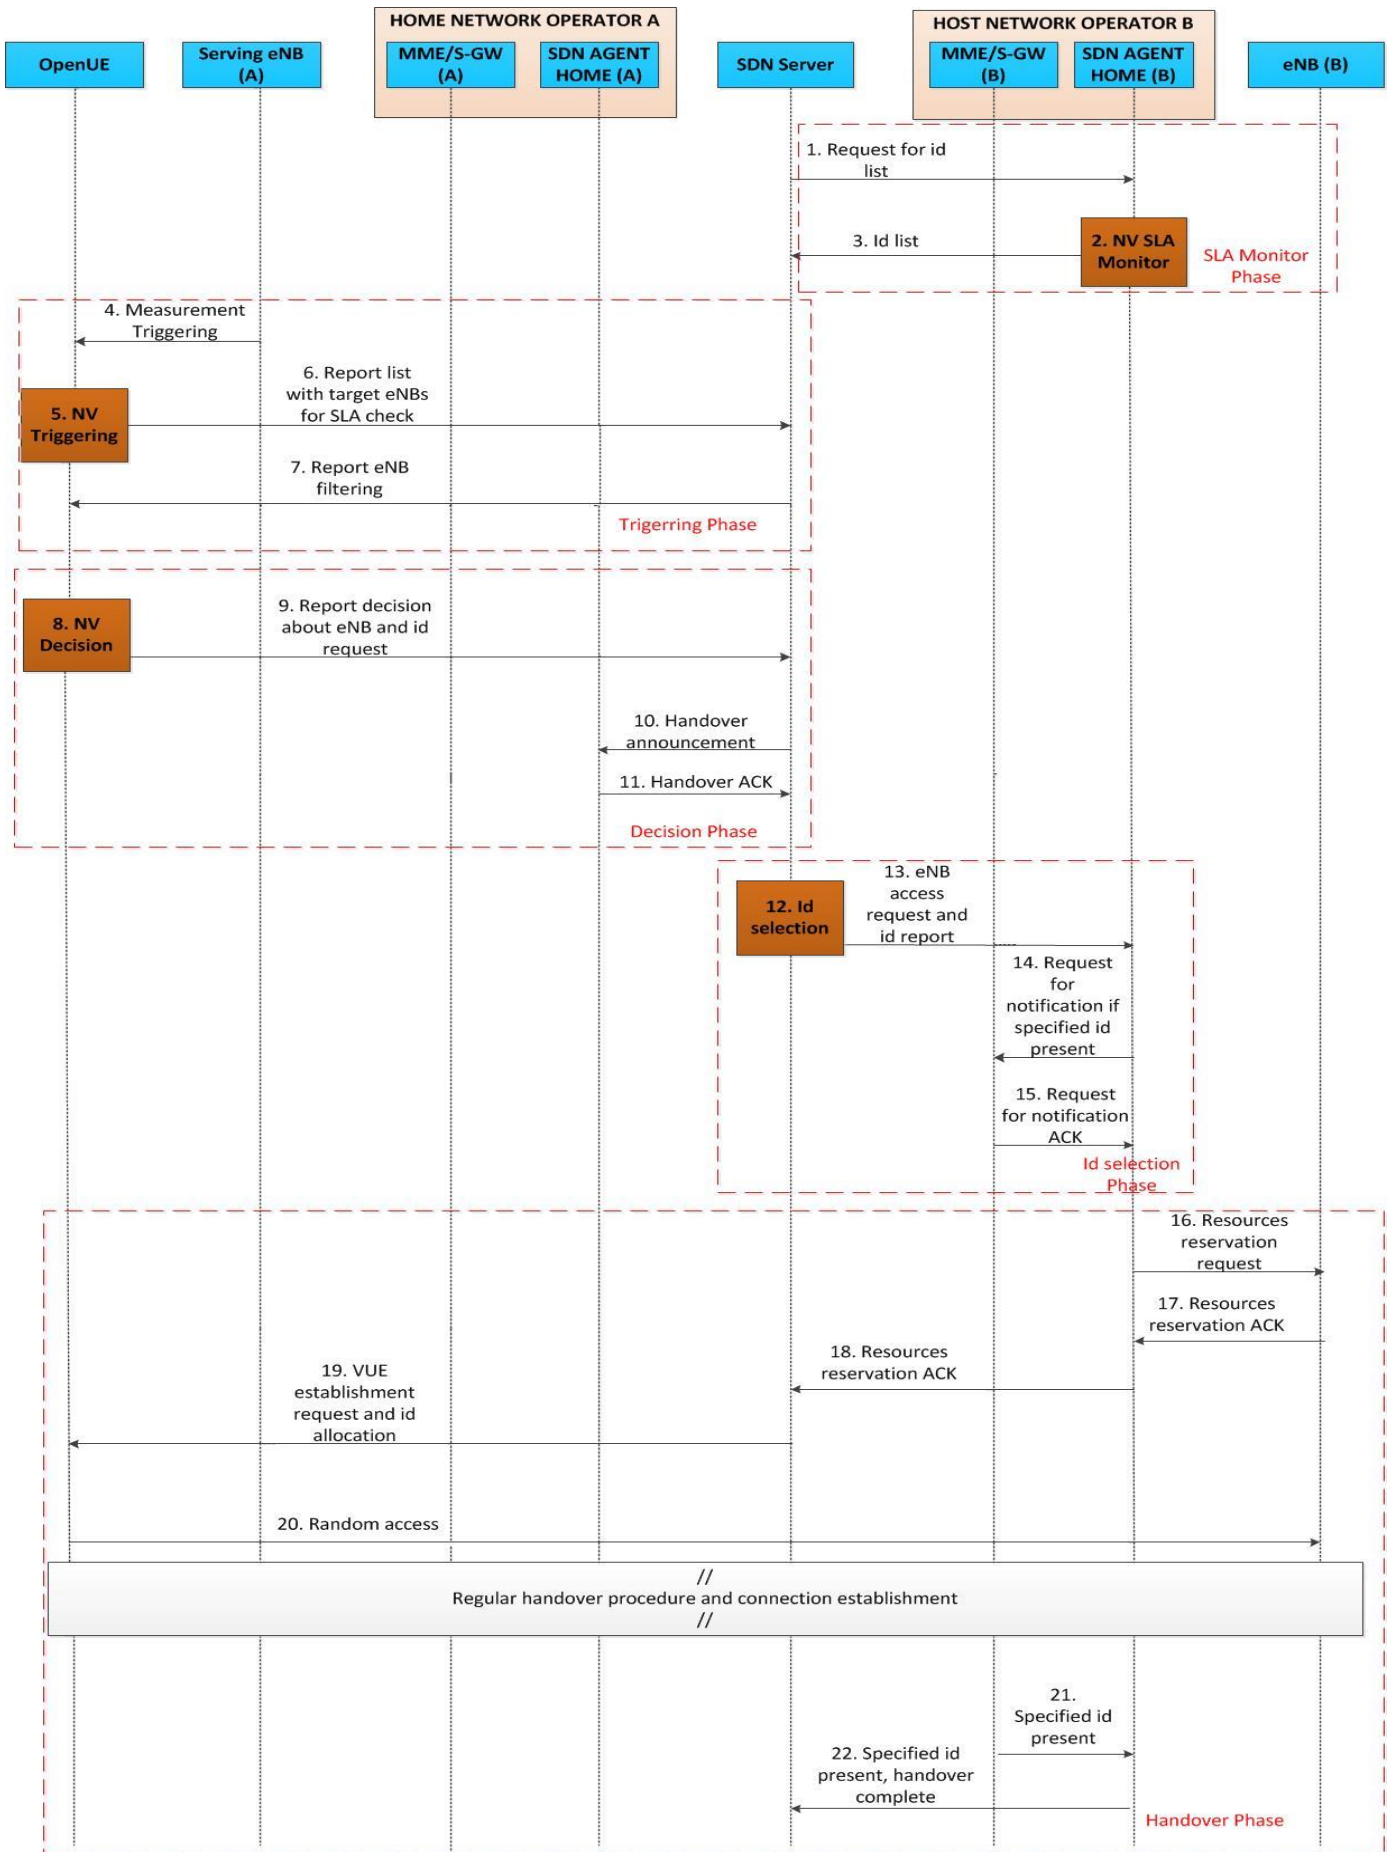 HOME NETWORK OPERATOR A
HOST NETWORK OPERATOR B
OpenUE
Serving eNB
(A)
MME/S-GW
(A)
SDN AGENT
HOME (A)
SDN Server
MME/S-GW
(B)
SDN AGENT
HOME (B)
eNB (B)
1. Request for id
list
2. NV SLA
Monitor
3. Id list
SLA Monitor
Phase
4. Measurement
Triggering
5. NV
Triggering
6. Report list
with target eNBs
for SLA check
7. Report eNB
filtering
Trigerring Phase
8. NV
Decision
9. Report decision
about eNB and id
request
10. Handover
announcement
11. Handover ACK
Decision Phase
12. Id
selection
13. eNB
access
request and
id report
14. Request
for
notification if
specified id
present
15. Request
for notification
ACK
Id selection
Phase
16. Resources
reservation
request
17. Resources
reservation ACK
18. Resources
reservation ACK
19. VUE
establishment
request and id
allocation
20. Random access
//
Regular handover procedure and connection establishment
//
21.
Specified id
present
22. Specified id
present, handover
complete
Handover Phase